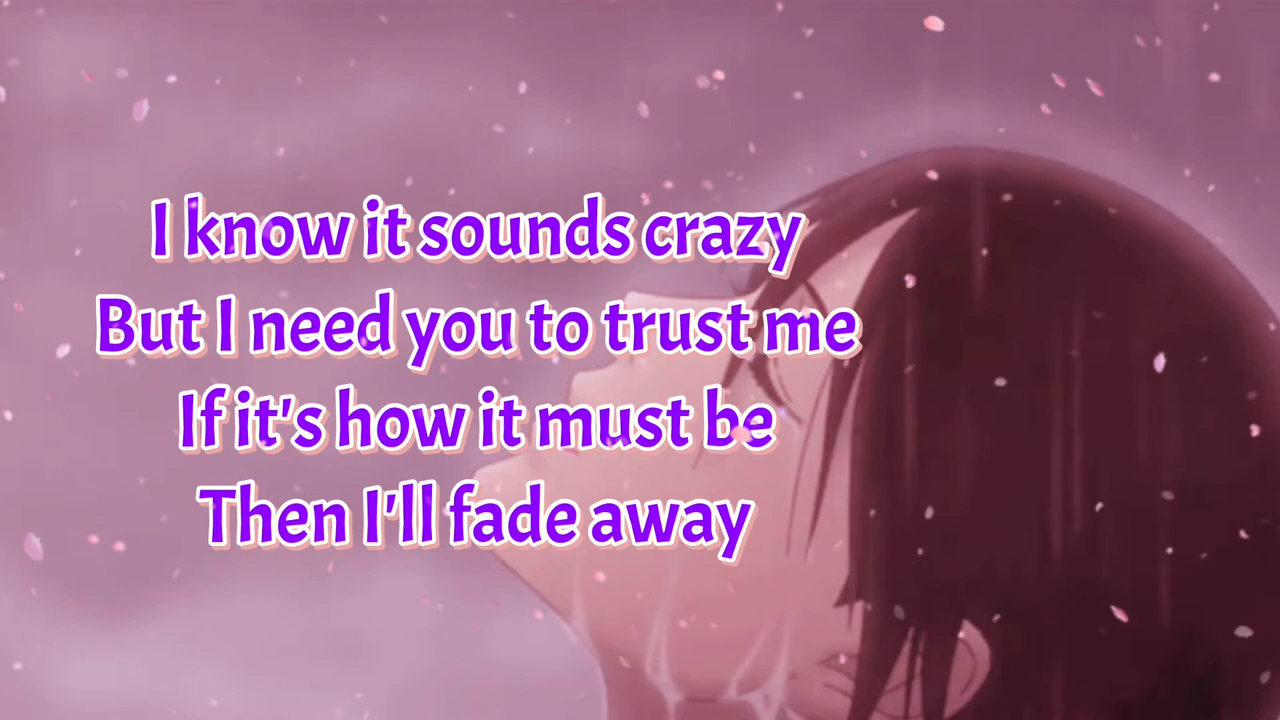 I know it sounds crazy
But I need you to trust me
If it's how it must be
Then I'll fade away